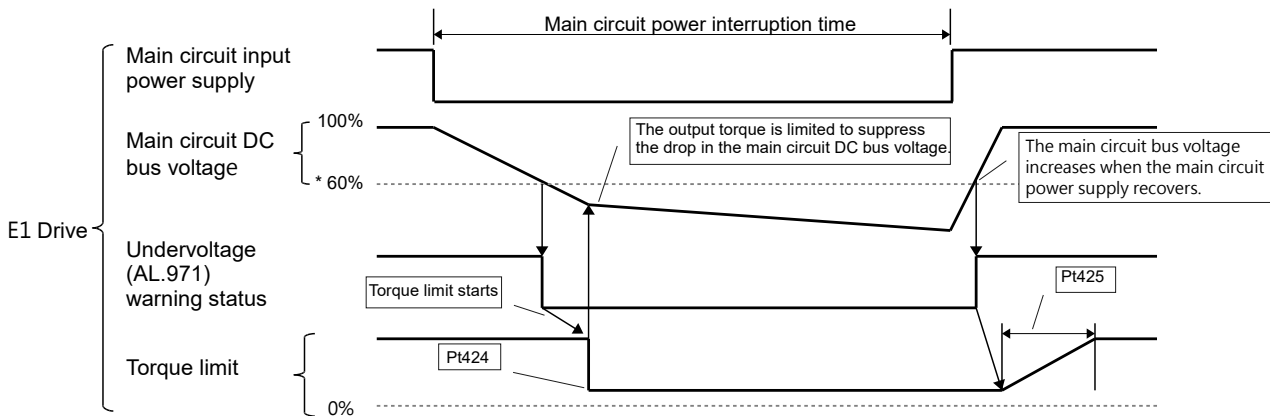 Main circuit power interruption time
Main circuit input
power supply
100%
Main circuit DC
bus voltage
* 60%
The output torque is limited to suppress
the drop in the main circuit DC bus voltage.
The main circuit bus voltage
increases when the main circuit
power supply recovers.
E1 Drive
Undervoltage
(AL.971)
warning status
Torque limit starts
Pt425
Pt424
Torque limit
0%